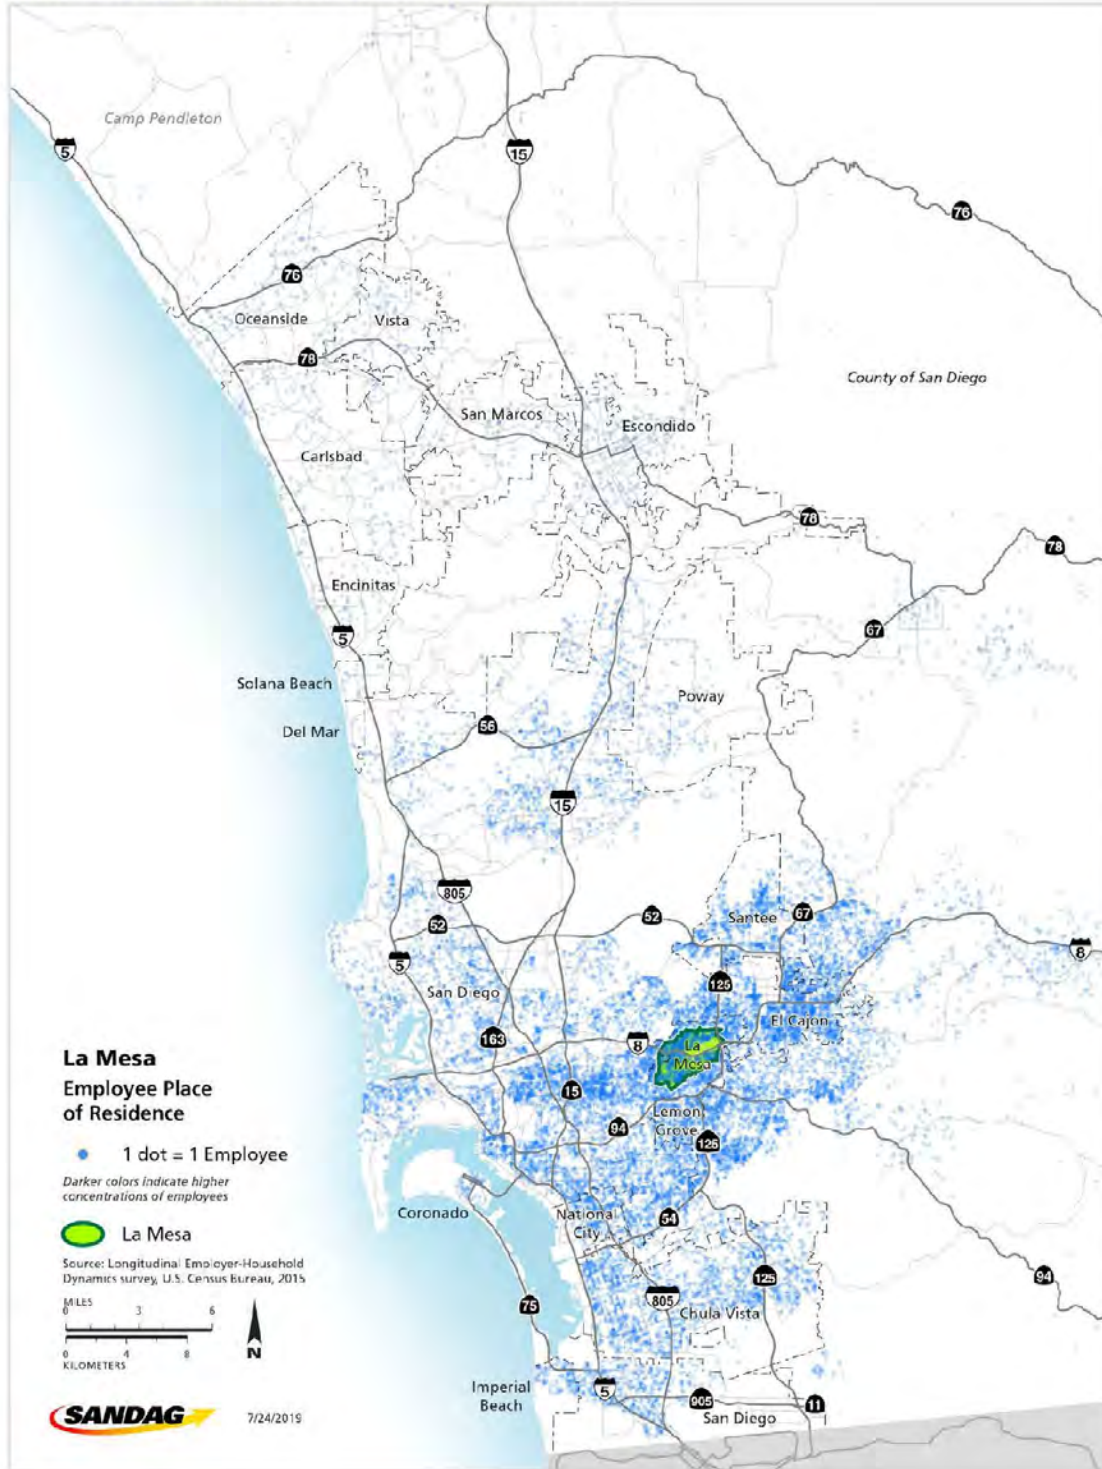 Camp Pendleton
5
15
76
76
Oceanside
Vista
78
County of San Diego
San Marcos
Escondido
Carlsbad
78
78
Encinitas
5
67
Solana Beach
Poway
Del Mar
56
15
805
Santee
67
52
52
8
5
125
San Diego
El Cajon
163
8
La
Mesa
15
Lemon
Grove
94
125
Coronado
National
City
54
125
94
75
805
Chula Vista
Imperial
Beach
5
905
11
San Diego
La Mesa
Employee Place
of Residence
1 dot = 1 Employee
Darker colors indicate higher
concentrations of employees
La Mesa
Source: Longitudinal Employer-Household
Dynamics survey, U.S. Census Bureau, 2015
MILES
0 3 6
0 4 8
KILOMETERS
N
SANDAG
7/24/2019